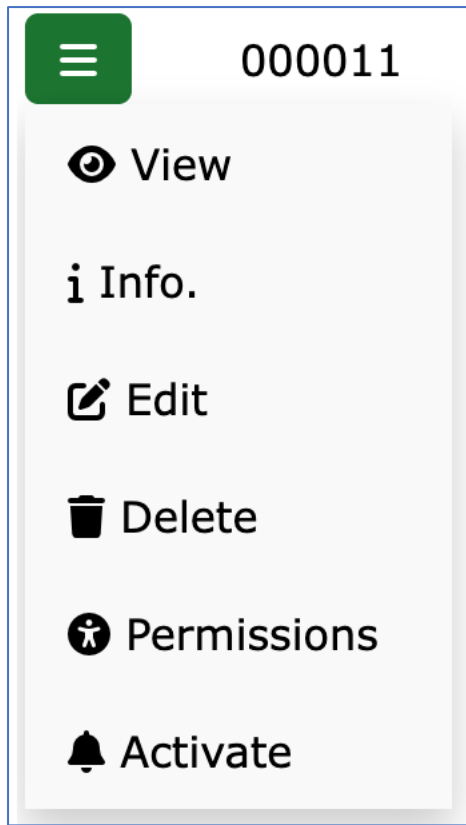 000011
View
Info.
Edit
Delete
Permissions
Activate